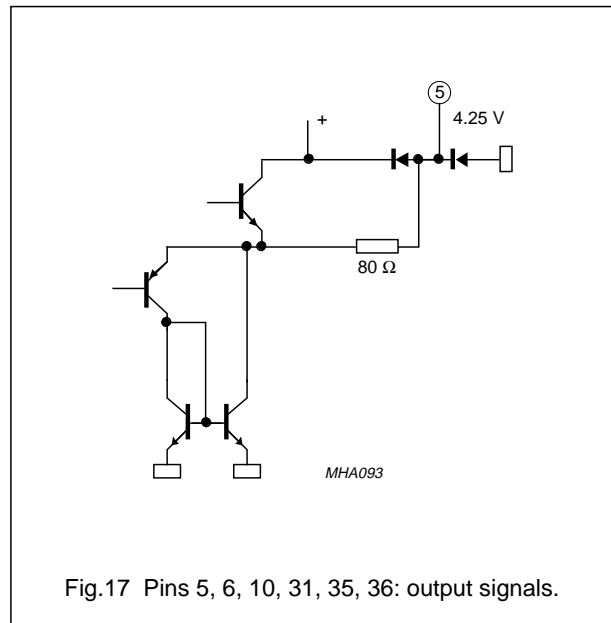 5
4.25 V
+
80 Ω
MHA093
Fig.17 Pins 5, 6, 10, 31, 35, 36: output signals.